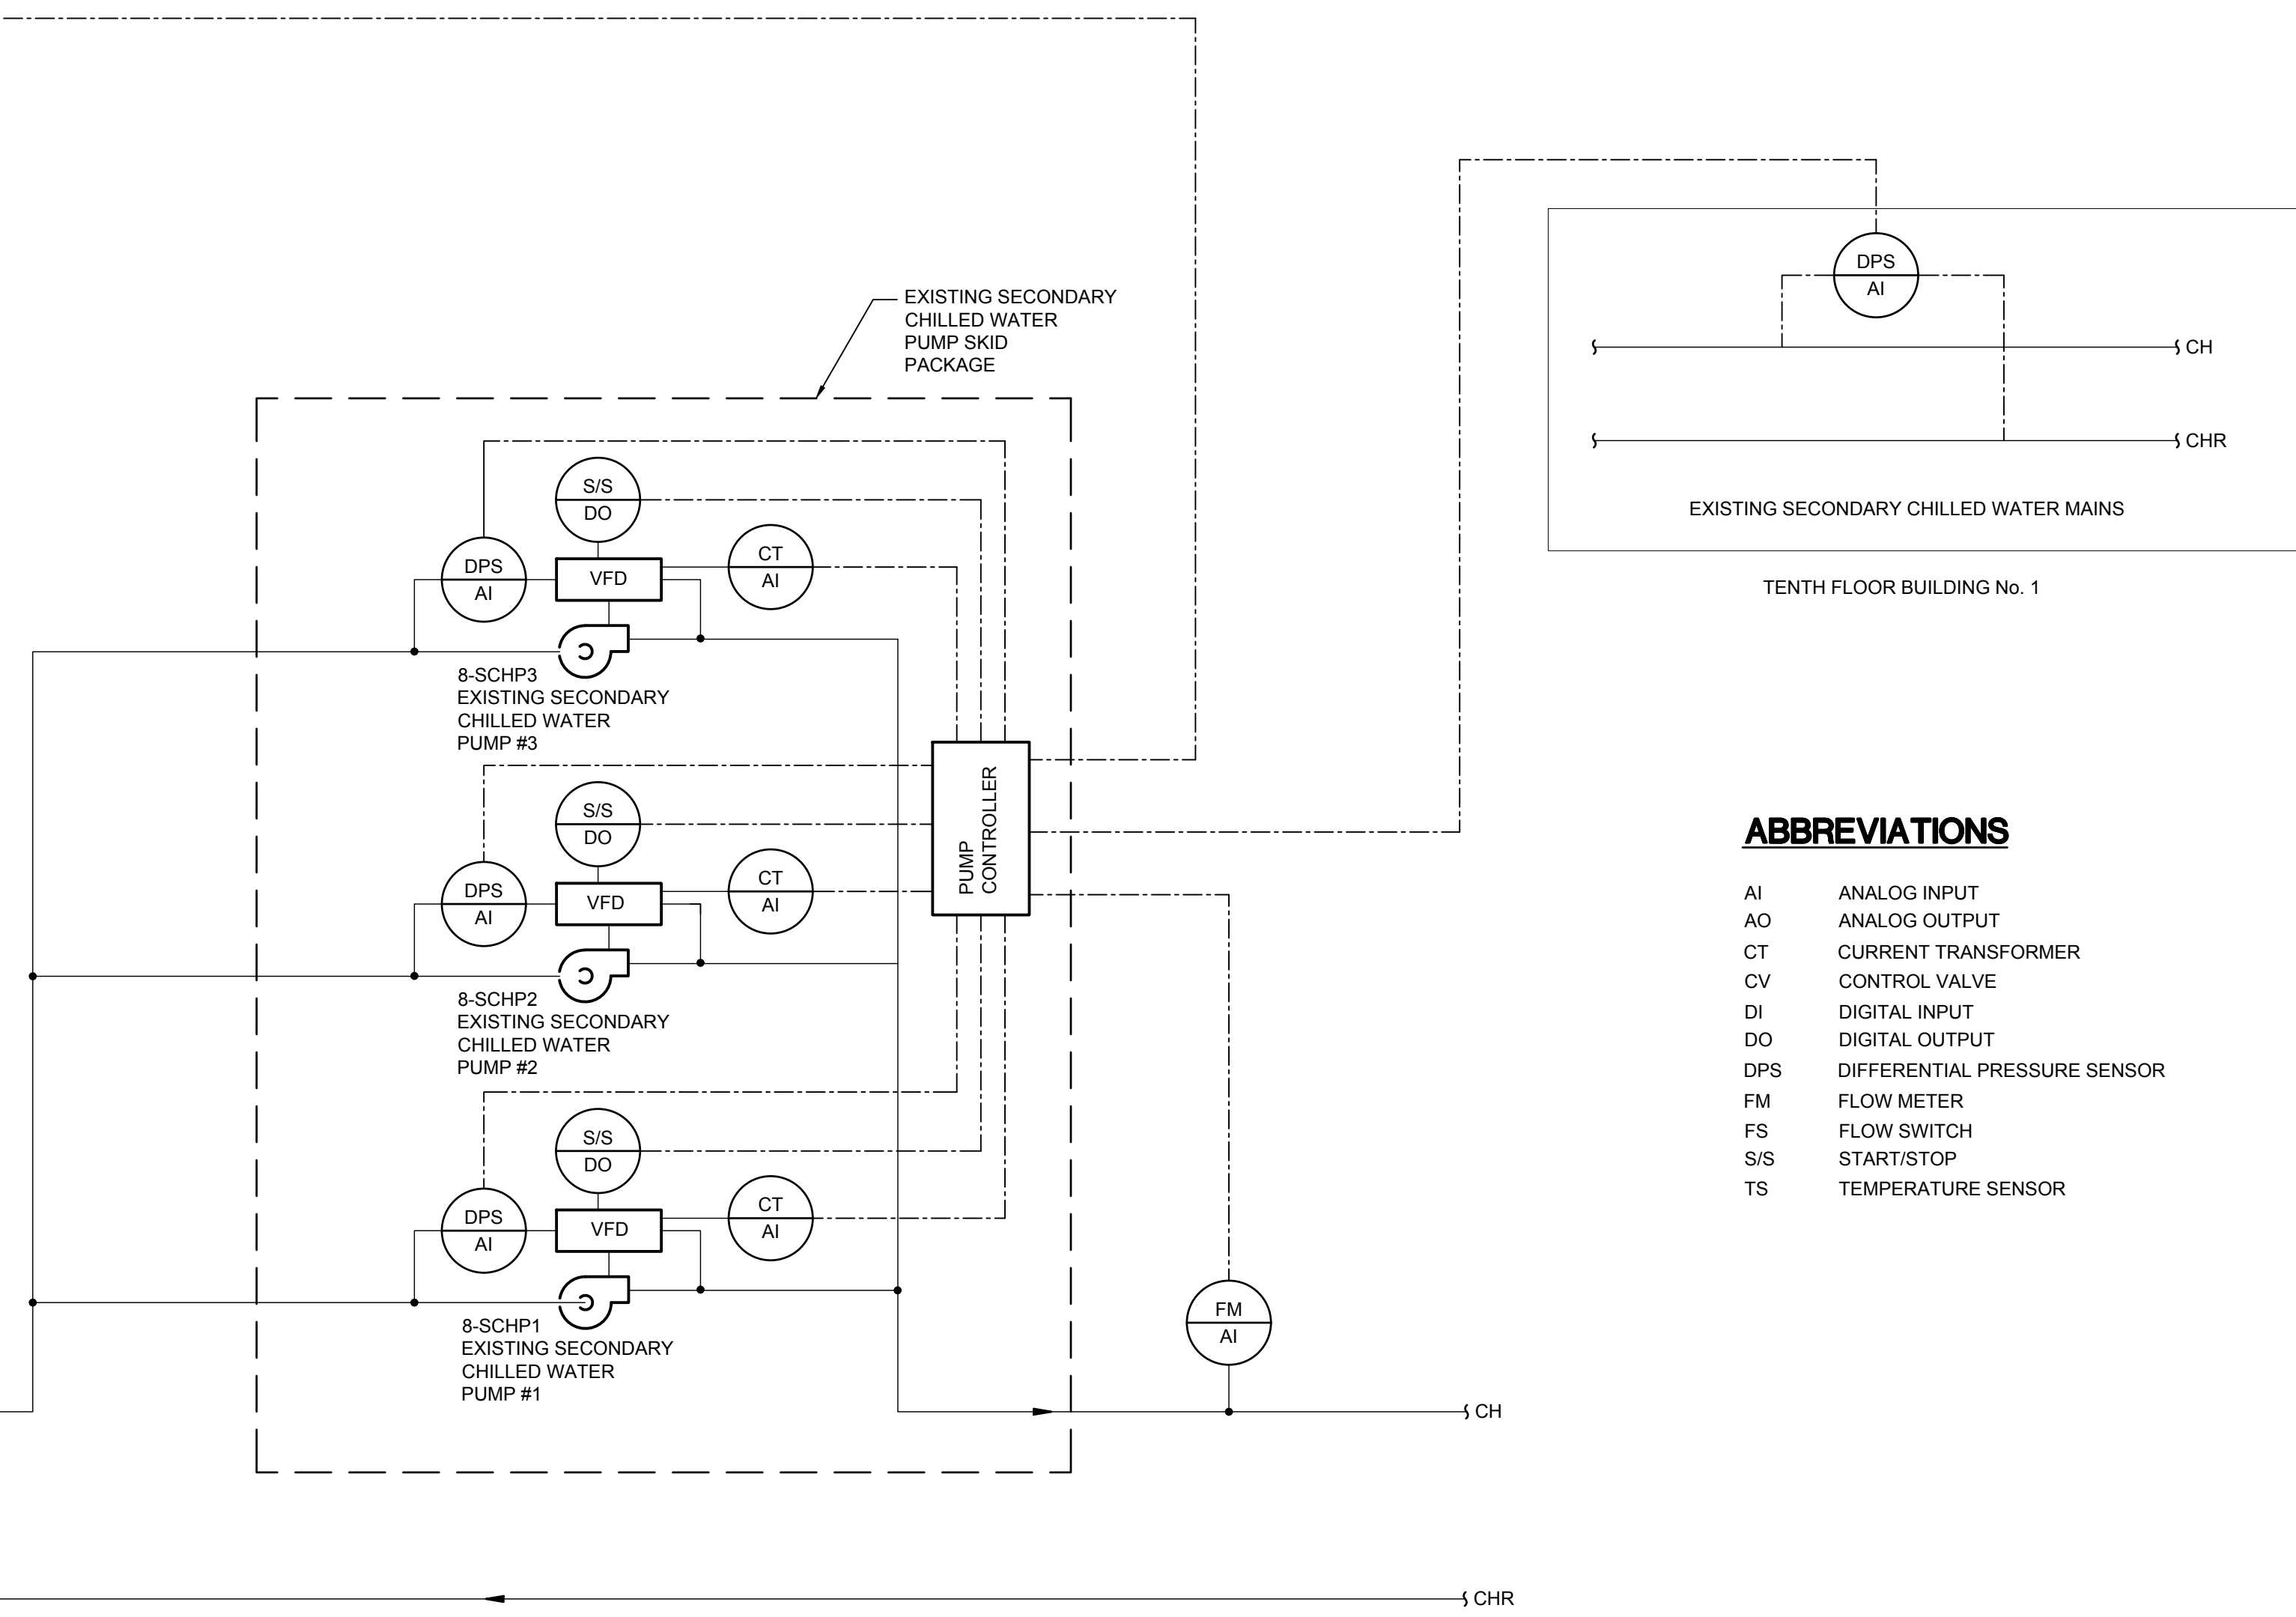 EXISTING SECONDARY
CHILLED WATER
PUMP SKID
PACKAGE
DPS
AI
CH
CHR
EXISTING SECONDARY CHILLED WATER MAINS
TENTH FLOOR BUILDING No. 1
S/S
DO
CT
AI
DPS
AI
VFD
8-SCHP3
EXISTING SECONDARY
CHILLED WATER
PUMP #3
S/S
DO
CT
AI
DPS
AI
VFD
8-SCHP2
EXISTING SECONDARY
CHILLED WATER
PUMP #2
PUMP
CONTROLLER
S/S
DO
CT
AI
DPS
AI
VFD
8-SCHP1
EXISTING SECONDARY
CHILLED WATER
PUMP #1
FM
AI
CH
CHR
ABBREVIATIONS
AI ANALOG INPUT
AO ANALOG OUTPUT
CT CURRENT TRANSFORMER
CV CONTROL VALVE
DI DIGITAL INPUT
DO DIGITAL OUTPUT
DPS DIFFERENTIAL PRESSURE SENSOR
FM FLOW METER
FS FLOW SWITCH
S/S START/STOP
TS TEMPERATURE SENSOR